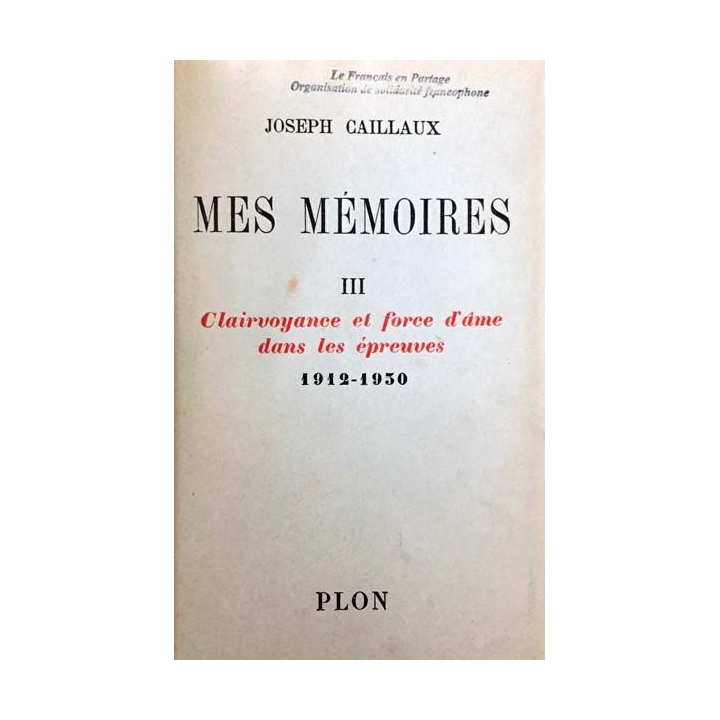 Le Français en Partage
Organisation de solidarité francophone
JOSEPH CAILLAUX
MES MÉMOIRES
III
Clairvoyance et force d'âme
dans les épreuves
1912-1930
PLON